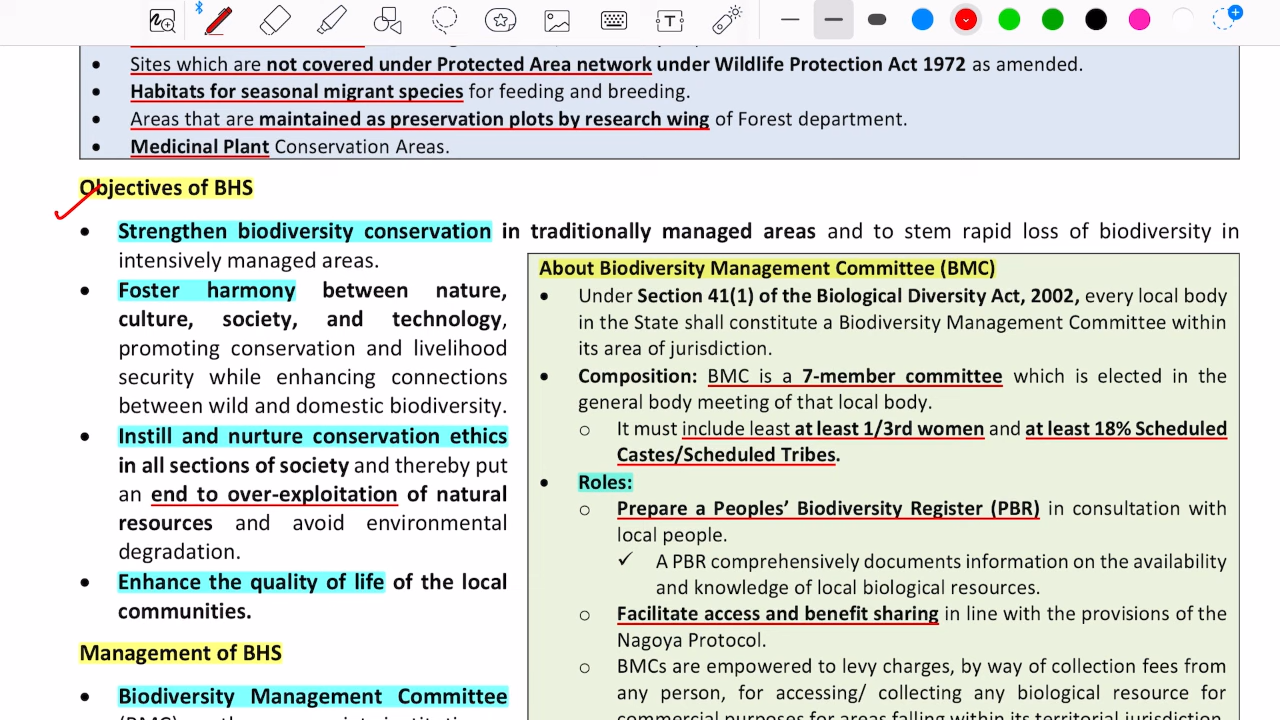 T
• Sites which are not covered under Protected Area network under Wildlife Protection Act 1972 as amended.
• Habitats for seasonal migrant species for feeding and breeding.
• Areas that are maintained as preservation plots by research wing of Forest department.
• Medicinal Plant Conservation Areas.
Objectives of BHS
• Strengthen biodiversity conservation in traditionally managed areas and to stem rapid loss of biodiversity in
intensively managed areas.
• Foster harmony between nature,
culture, society, and technology,
promoting conservation and livelihood
security while enhancing connections
between wild and domestic biodiversity.
• Instill and nurture conservation ethics
in all sections of society and thereby put
an end to over-exploitation of natural
resources and avoid environmental
degradation.
• Enhance the quality of life of the local
communities.
Management of BHS
• Biodiversity Management Committee
About Biodiversity Management Committee (BMC)
• Under Section 41(1) of the Biological Diversity Act, 2002, every local body
in the State shall constitute a Biodiversity Management Committee within
its area of jurisdiction.
• Composition: BMC is a 7-member committee which is elected in the
general body meeting of that local body.
○ It must include least at least 1/3rd women and at least 18% Scheduled
Castes/Scheduled Tribes.
• Roles:
○ Prepare a Peoples’ Biodiversity Register (PBR) in consultation with
local people.
✓ A PBR comprehensively documents information on the availability
and knowledge of local biological resources.
○ Facilitate access and benefit sharing in line with the provisions of the
Nagoya Protocol.
○ BMCs are empowered to levy charges, by way of collection fees from
any person, for accessing/ collecting any biological resource for
commercial purposes for areas falling within its territorial jurisdiction.